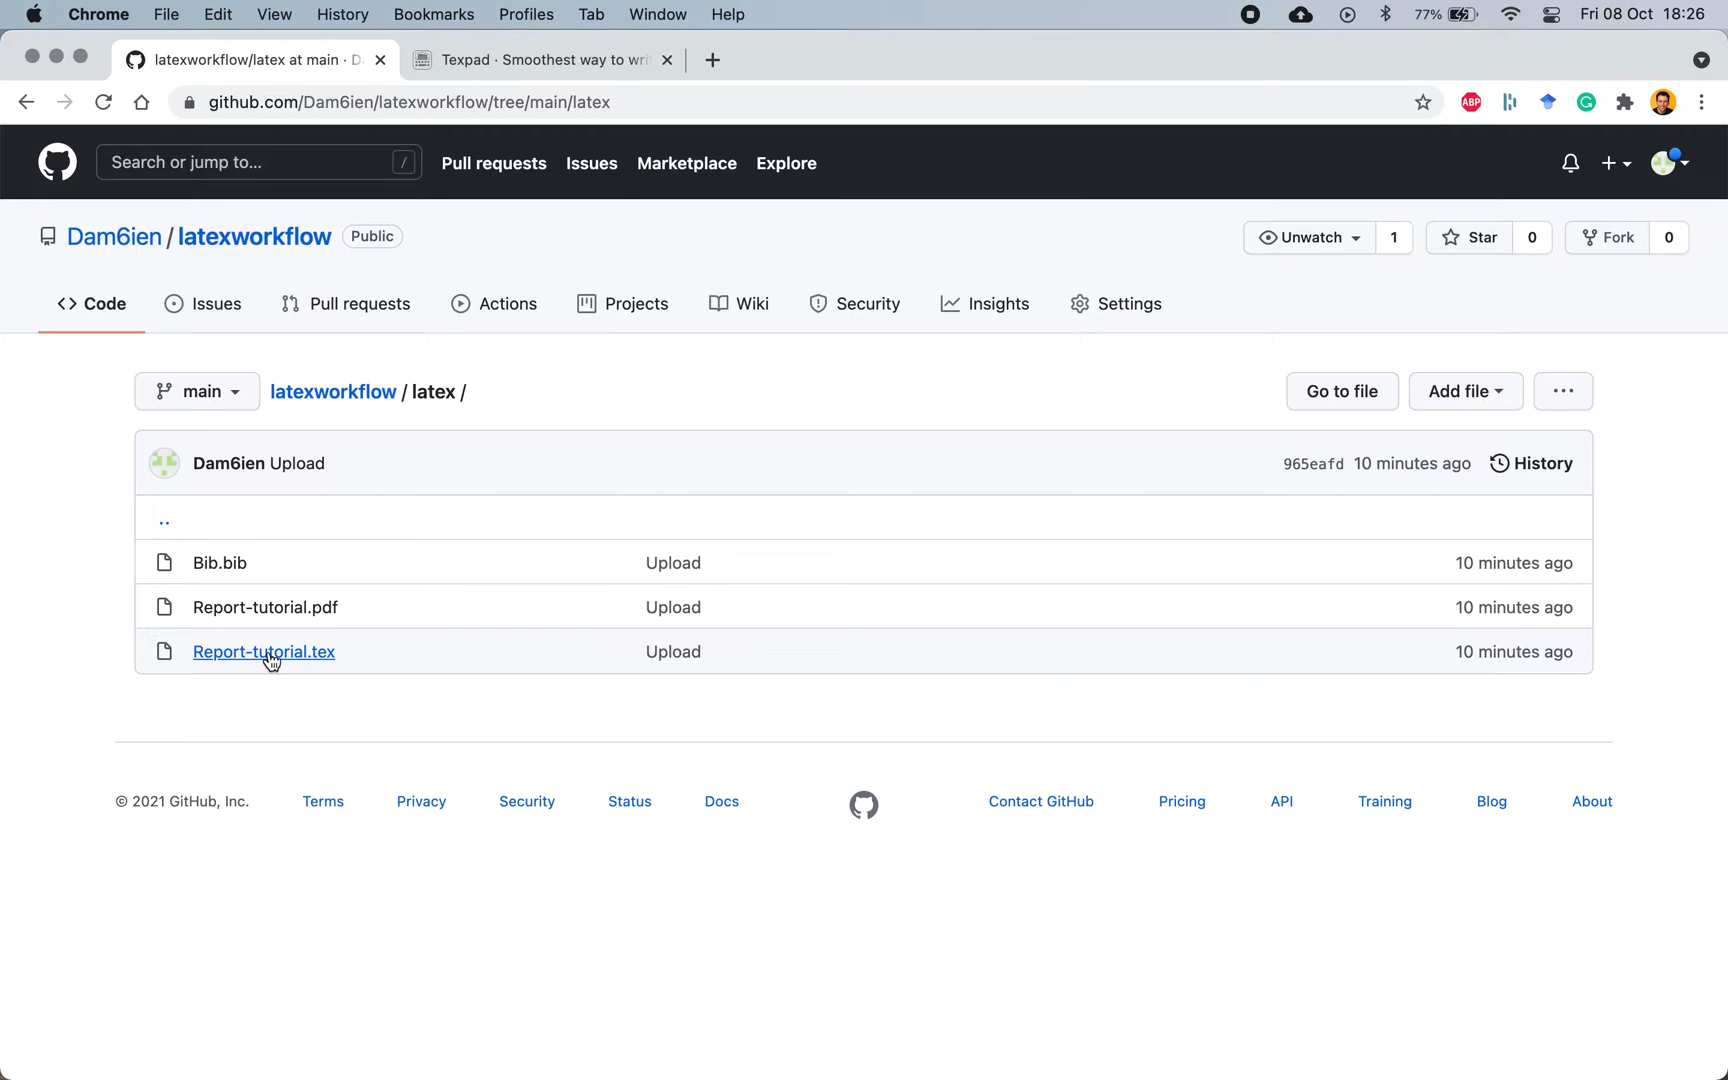 Chrome File Edit View History Bookmarks Profiles Tab Window Help 77% Fri 08 Oct 18:26
latexworkflow/latex at main · D Texpad · Smoothest way to wri
github.com/Dam6ien/latexworkflow/tree/main/latex ABP
Search or jump to... / Pull requests Issues Marketplace Explore
Dam6ien / latexworkflow Public Unwatch 1 Star 0 Fork 0
Code Issues Pull requests Actions Projects Wiki Security Insights Settings
main latexworkflow / latex / Go to file Add file ...
Dam6ien Upload 965eafd 10 minutes ago History
..
Bib.bib Upload 10 minutes ago
Report-tutorial.pdf Upload 10 minutes ago
Report-tutorial.tex Upload 10 minutes ago
© 2021 GitHub, Inc. Terms Privacy Security Status Docs Contact GitHub Pricing API Training Blog About